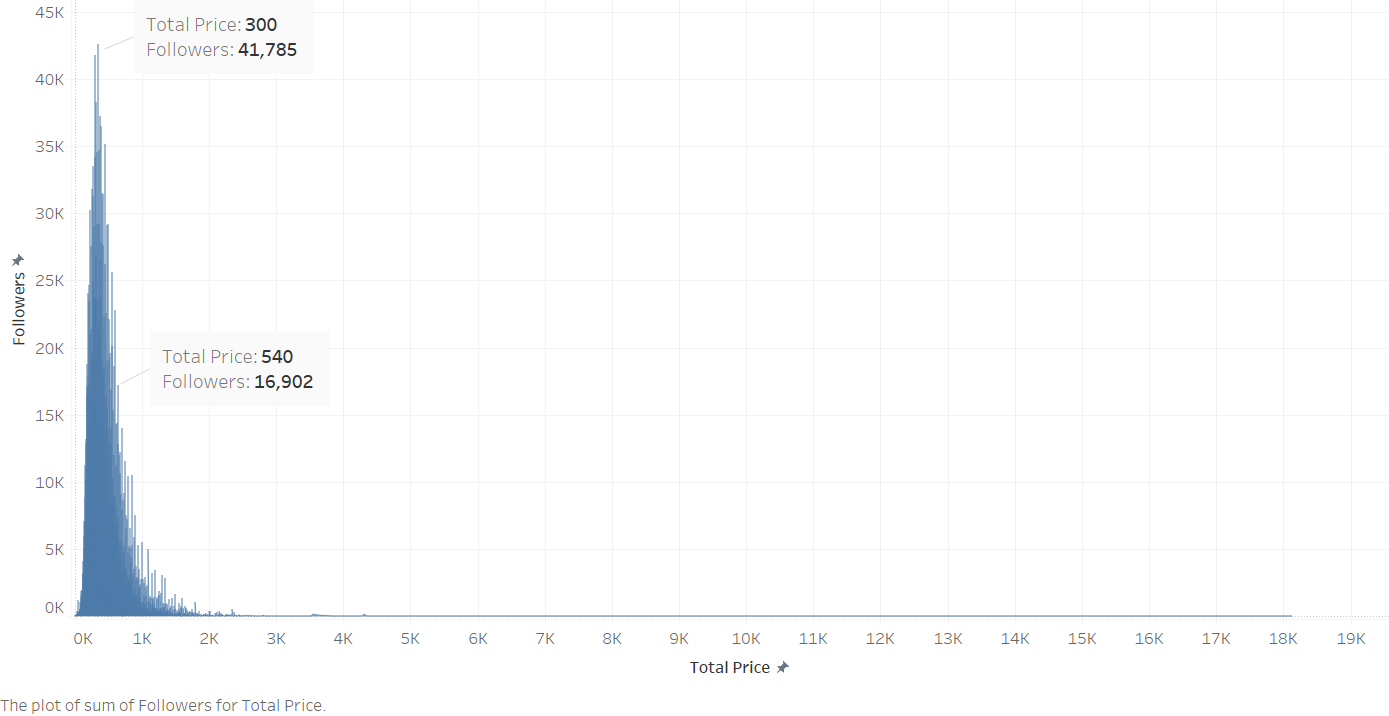 45K
Total Price: 300
Followers: 41,785
40K
35K
30K
25K
Followers
20K
Total Price: 540
Followers: 16,902
15K
10K
5K
0K
0K 1K 2K 3K 4K 5K 6K 7K 8K 9K 10K 11K 12K 13K 14K 15K 16K 17K 18K 19K
Total Price
The plot of sum of Followers for Total Price.